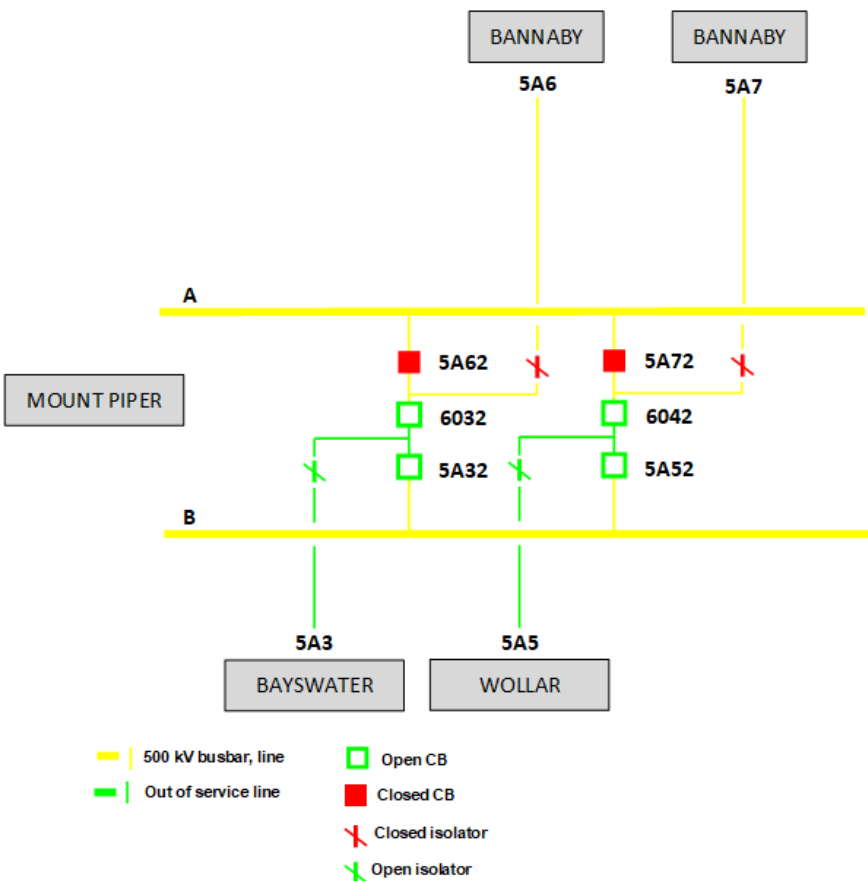 BANNABY
BANNABY
5A6
5A7
A
5A62
5A72
MOUNT PIPER
6032
6042
5A32
5A52
B
5A3
5A5
BAYSWATER
WOLLAR
500 kV busbar, line
Open CB
Out of service line
Closed CB
Closed isolator
Open isolator